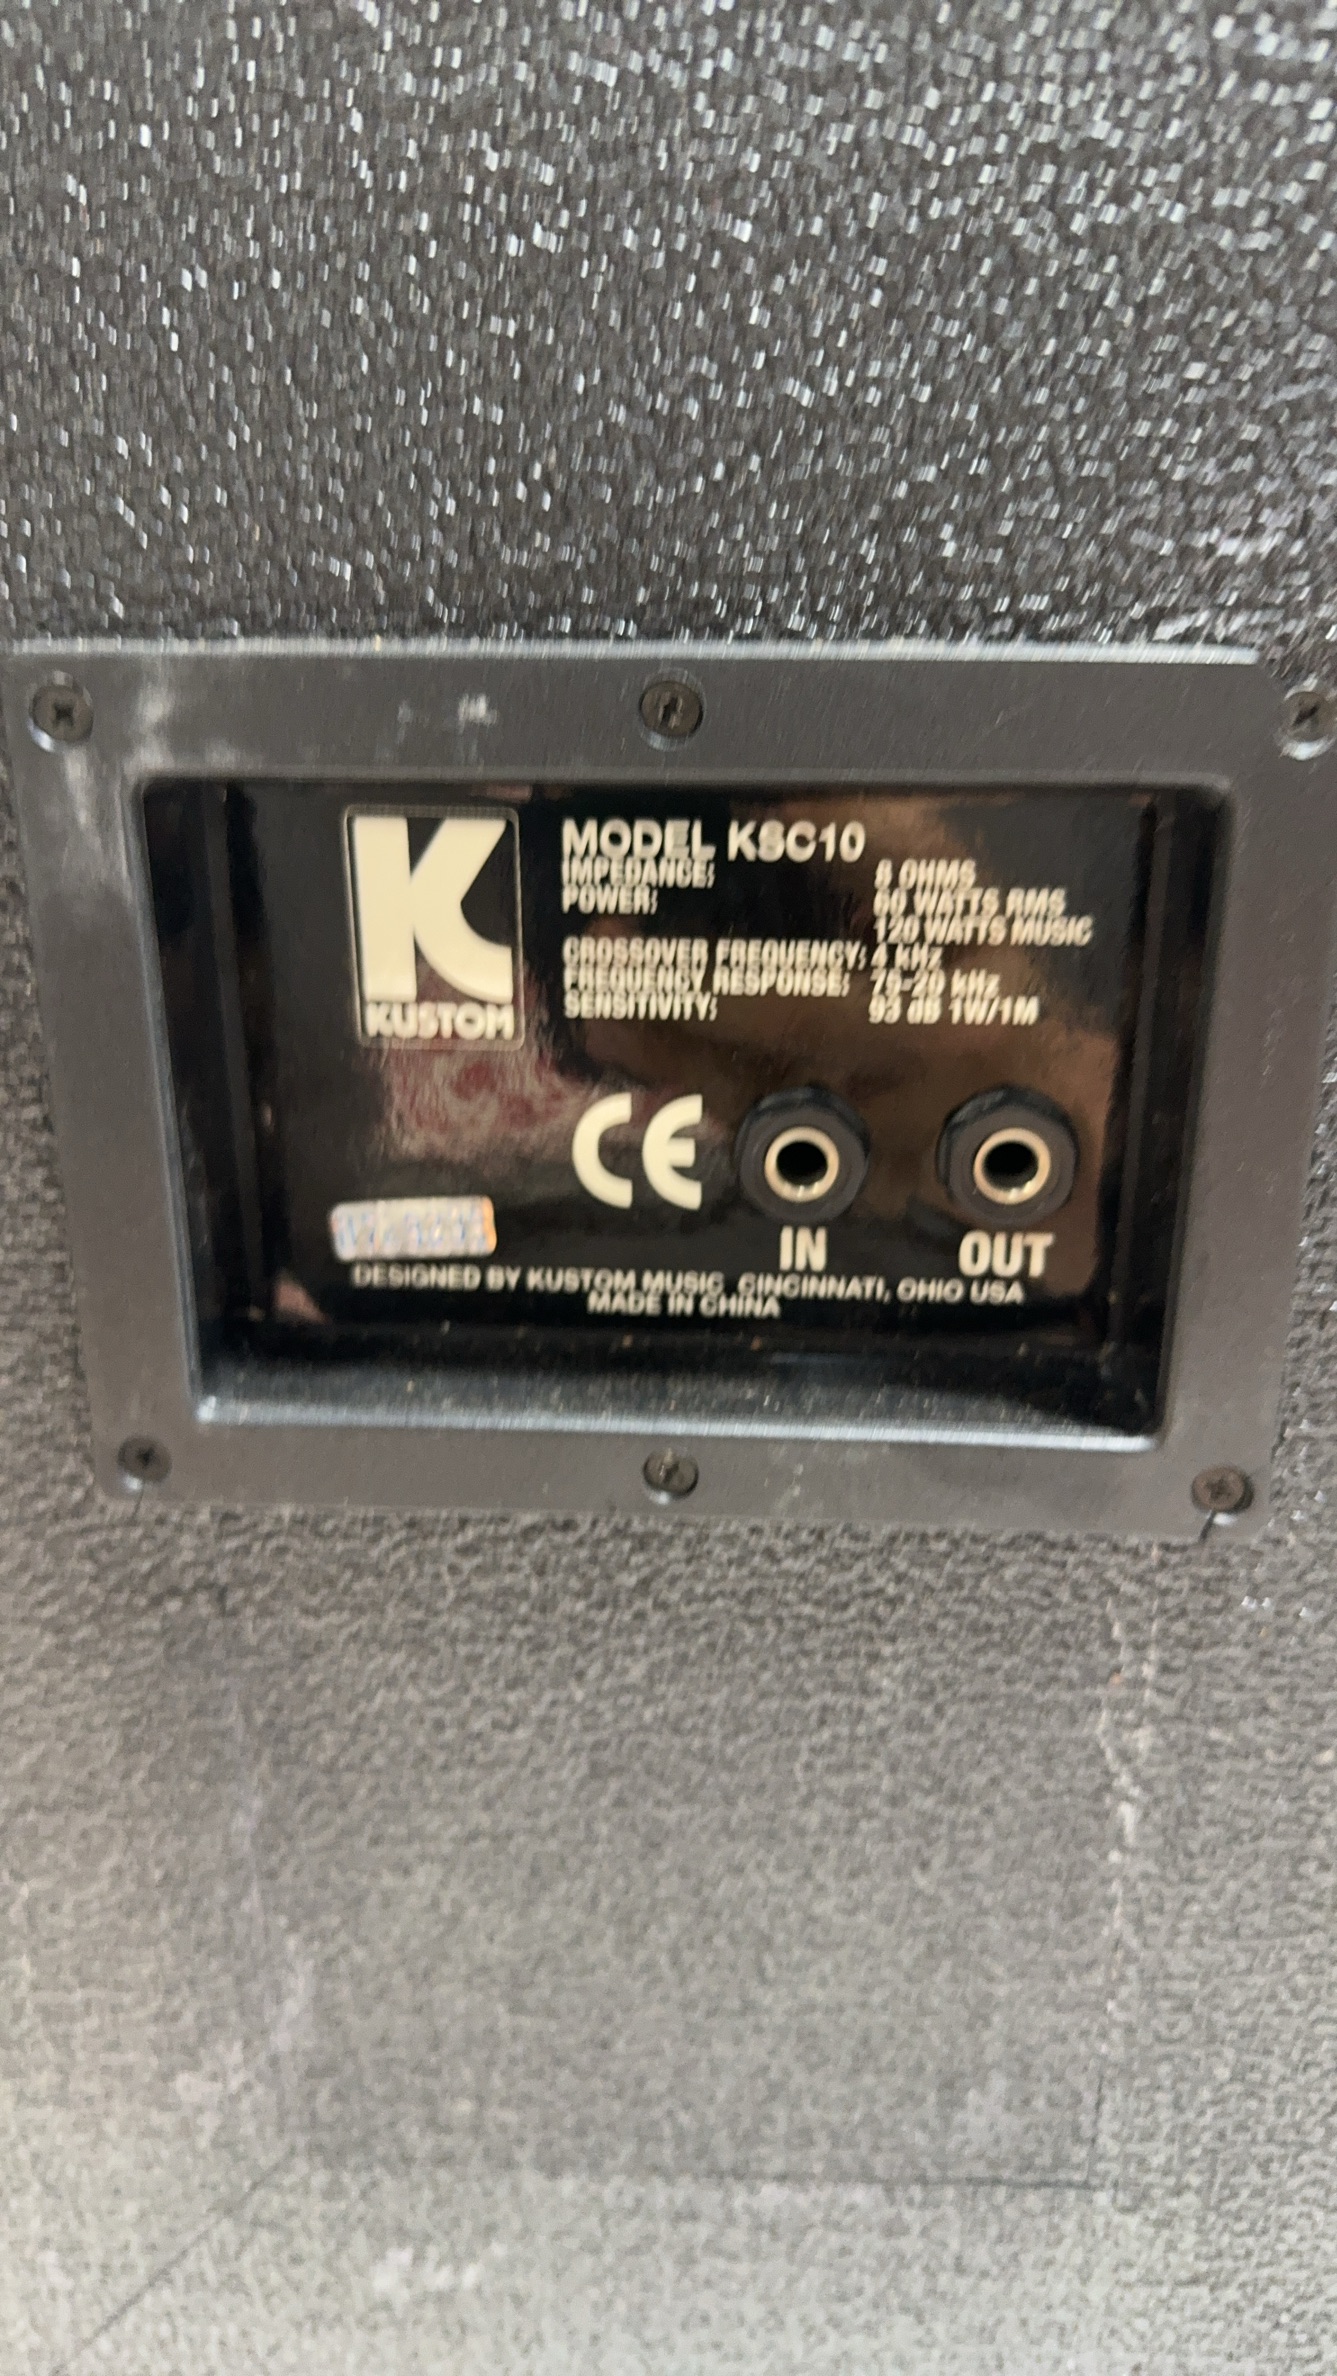 K
KUSTOM
MODEL KSC10
IMPEDANCE: 8 OHMS
POWER: 60 WATTS RMS
120 WATTS MUSIC
CROSSOVER FREQUENCY: 4 kHz
FREQUENCY RESPONSE: 79-20 kHz
SENSITIVITY: 93 dB 1W/1M
CE
IN OUT
DESIGNED BY KUSTOM MUSIC, CINCINNATI, OHIO USA
MADE IN CHINA